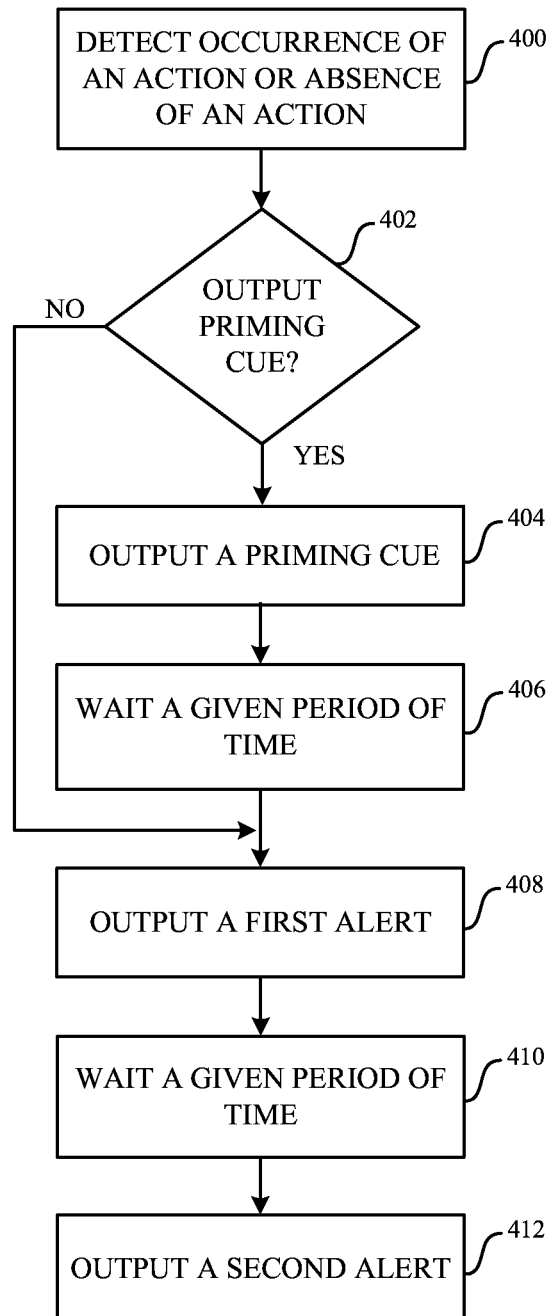 DETECT OCCURRENCE OF
AN ACTION OR ABSENCE
OF AN ACTION
400
402
OUTPUT
PRIMING
CUE?
NO
YES
404
OUTPUT A PRIMING CUE
406
WAIT A GIVEN PERIOD OF
TIME
408
OUTPUT A FIRST ALERT
410
WAIT A GIVEN PERIOD OF
TIME
412
OUTPUT A SECOND ALERT